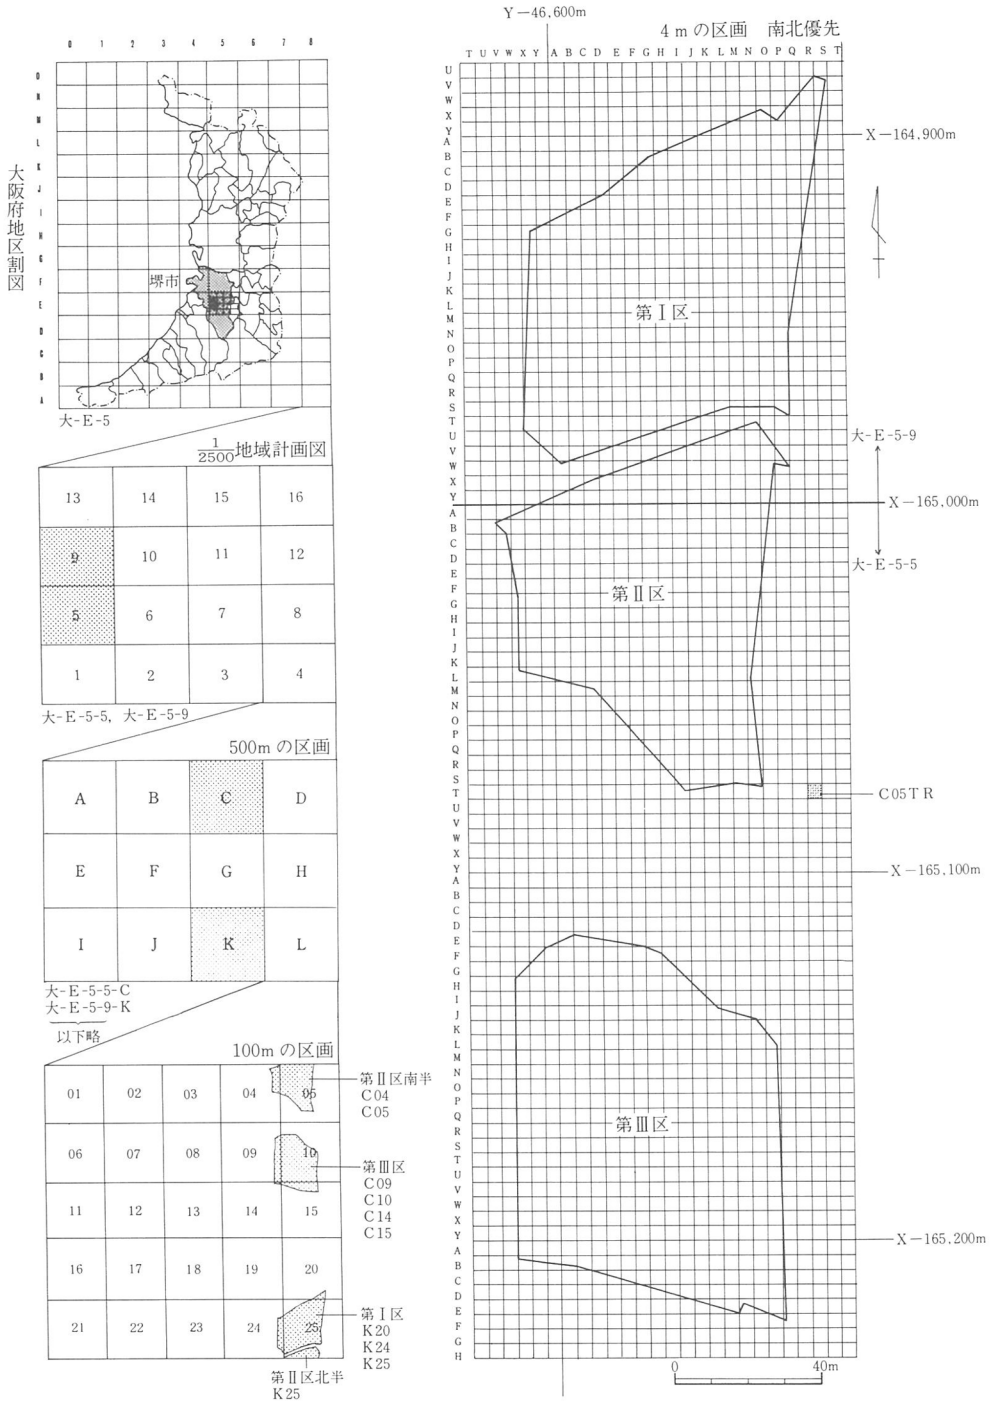 0 1 2 3 4 5 6 7 8
O
N
M
L
K
J
I
H
G
F
E
D
C
B
A
大阪府地区割図
堺市
大-E-5
1/2500地域計画図
13 14 15 16
9 10 11 12
5 6 7 8
1 2 3 4
大-E-5-5, 大-E-5-9
500mの区画
A B C D
E F G H
I J K L
大-E-5-5-C
大-E-5-9-K
以下略
100mの区画
01 02 03 04 05
06 07 08 09 10
11 12 13 14 15
16 17 18 19 20
21 22 23 24 25
第Ⅱ区南半
C04
C05
第Ⅲ区
C09
C10
C14
C15
第Ⅰ区
K20
K24
K25
第Ⅱ区北半
K25
Y-46,600m
4mの区画 南北優先
T U V W X Y A B C D E F G H I J K L M N O P Q R S T
U
V
W
X
Y
A
B
C
D
E
F
G
H
I
J
K
L
M
N
O
P
Q
R
S
T
U
V
W
X
Y
A
B
C
D
E
F
G
H
I
J
K
L
M
N
O
P
Q
R
S
T
U
V
W
X
Y
A
B
C
D
E
F
G
H
I
J
K
L
M
N
O
P
Q
R
S
T
U
V
W
X
Y
A
B
C
D
E
F
G
H
X-164,900m
第Ⅰ区
大-E-5-9
X-165,000m
大-E-5-5
第Ⅱ区
C05TR
X-165,100m
第Ⅲ区
X-165,200m
0 40m